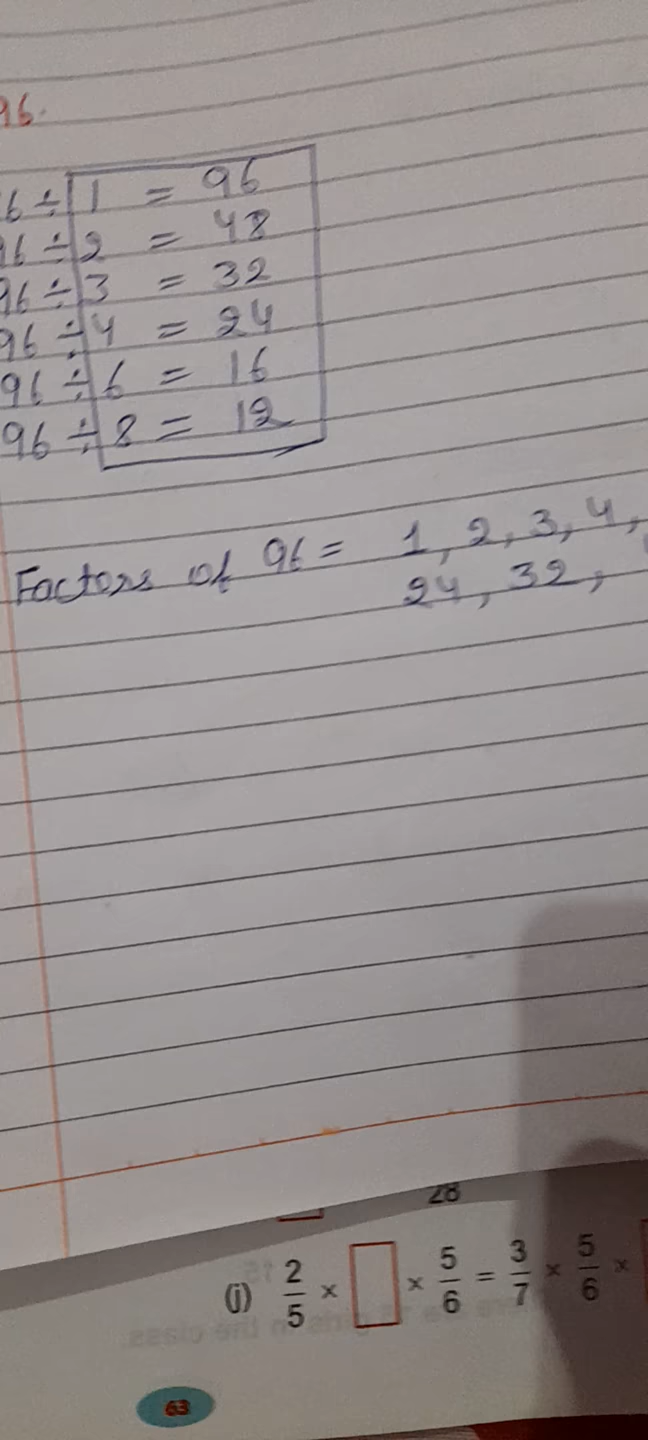 96.
6 ÷ 1 = 96
96 ÷ 2 = 48
96 ÷ 3 = 32
96 ÷ 4 = 24
96 ÷ 6 = 16
96 ÷ 8 = 12
Factors of 96 = 1, 2, 3, 4,
24, 32,
28
(j) 2/5 × □ × 5/6 = 3/7 × 5/6 ×
63